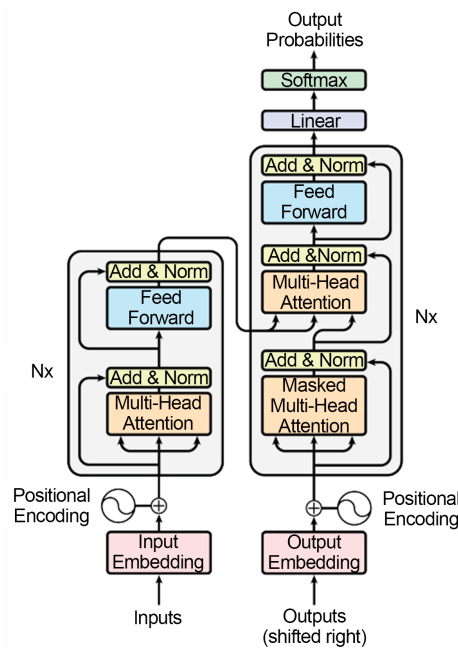 Output
Probabilities
Softmax
Linear
Add & Norm
Feed
Forward
Add &Norm
Multi-Head
Attention
Add & Norm
Masked
Multi-Head
Attention
Nx
Positional
Encoding
Output
Embedding
Outputs
(shifted right)
Add & Norm
Feed
Forward
Add & Norm
Multi-Head
Attention
Nx
Positional
Encoding
Input
Embedding
Inputs